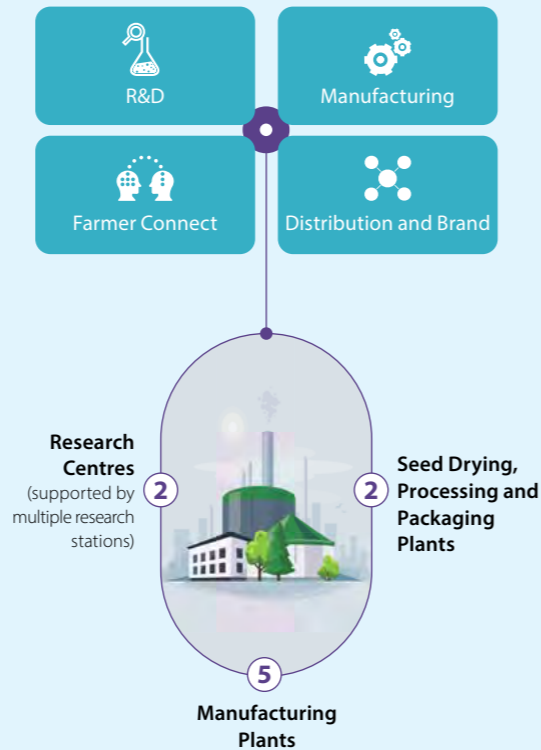 R&D
Manufacturing
Farmer Connect
Distribution and Brand
Research
Centres
(supported by
multiple research
stations)
2
2
Seed Drying,
Processing and
Packaging
Plants
5
Manufacturing
Plants